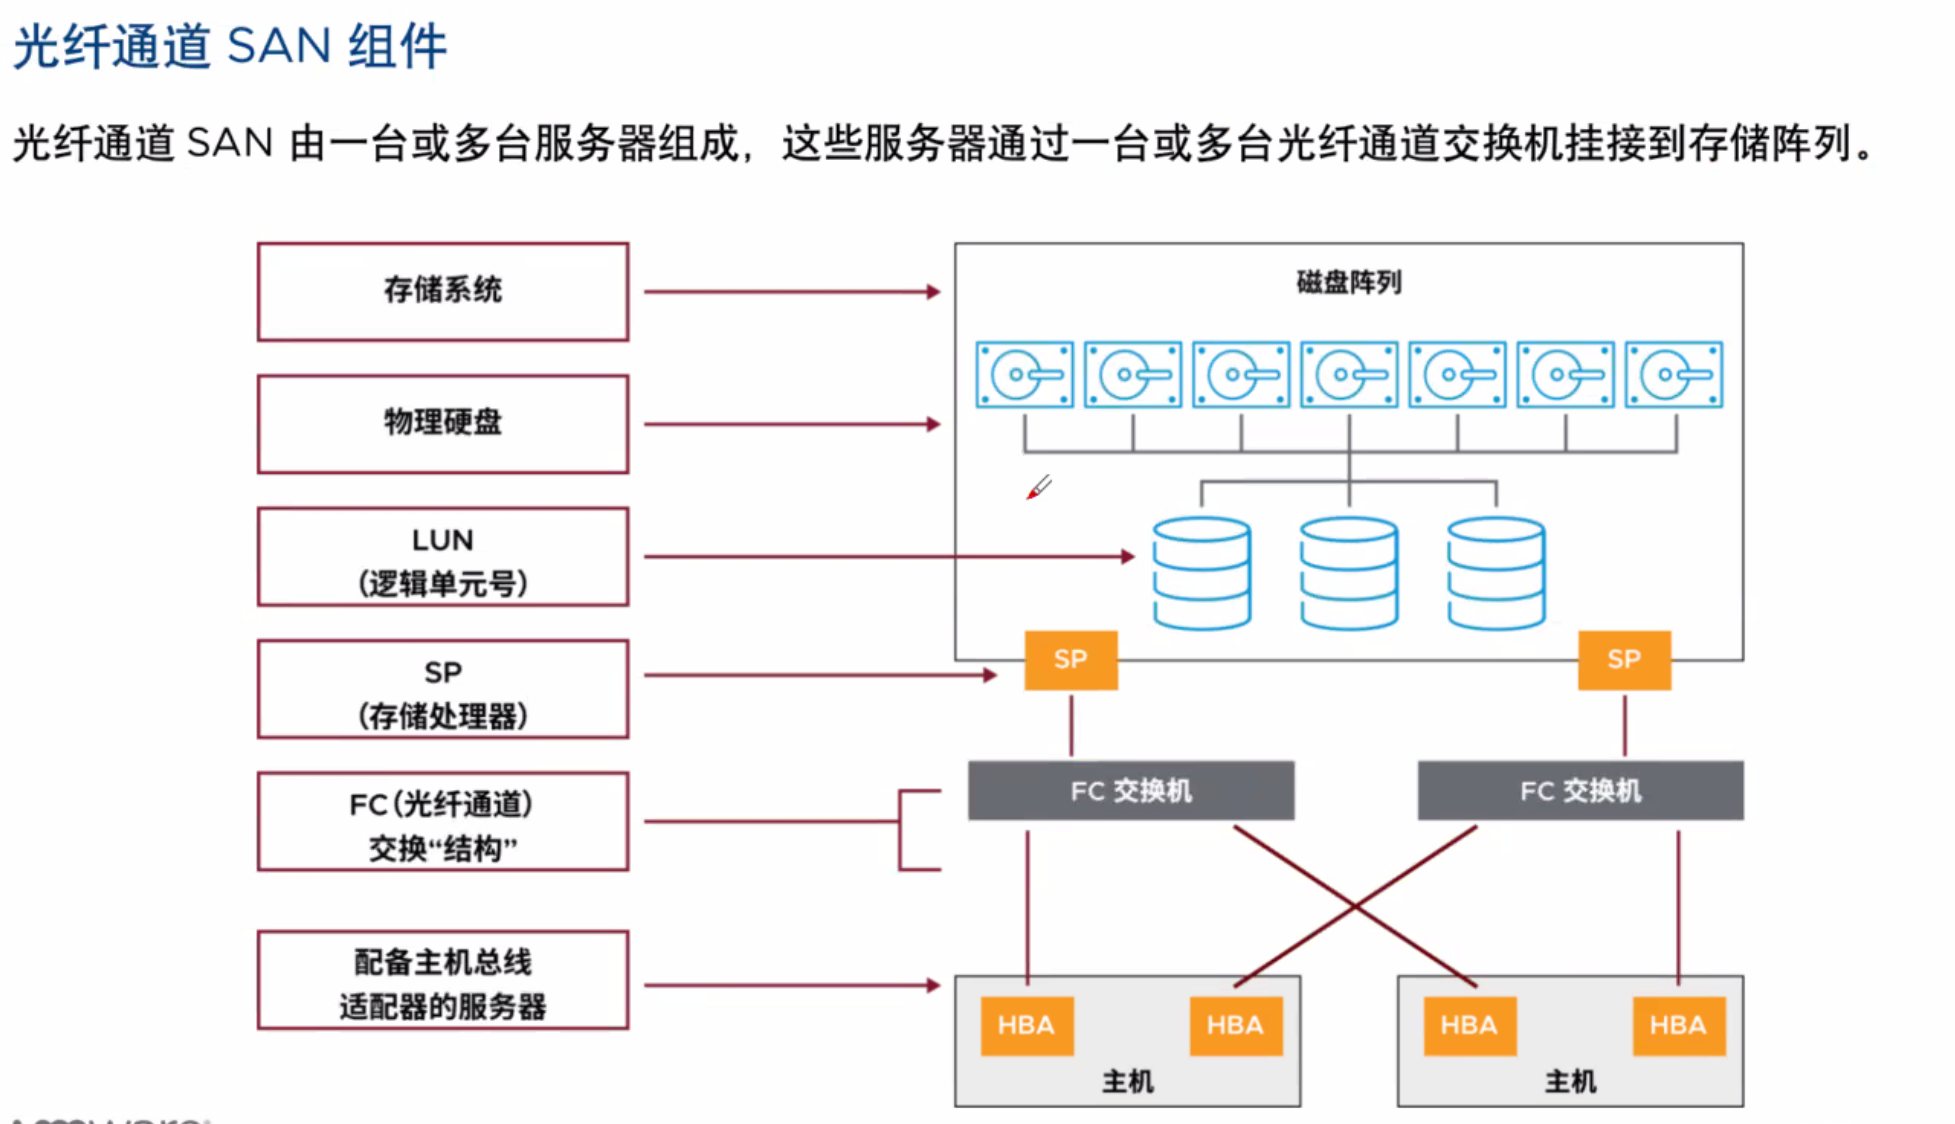 光纤通道 SAN 组件
光纤通道 SAN 由一台或多台服务器组成，这些服务器通过一台或多台光纤通道交换机挂接到存储阵列。
存储系统
物理硬盘
LUN
（逻辑单元号）
SP
（存储处理器）
FC（光纤通道）
交换“结构”
配备主机总线
适配器的服务器
磁盘阵列
SP
SP
FC 交换机
FC 交换机
HBA
HBA
主机
HBA
HBA
主机